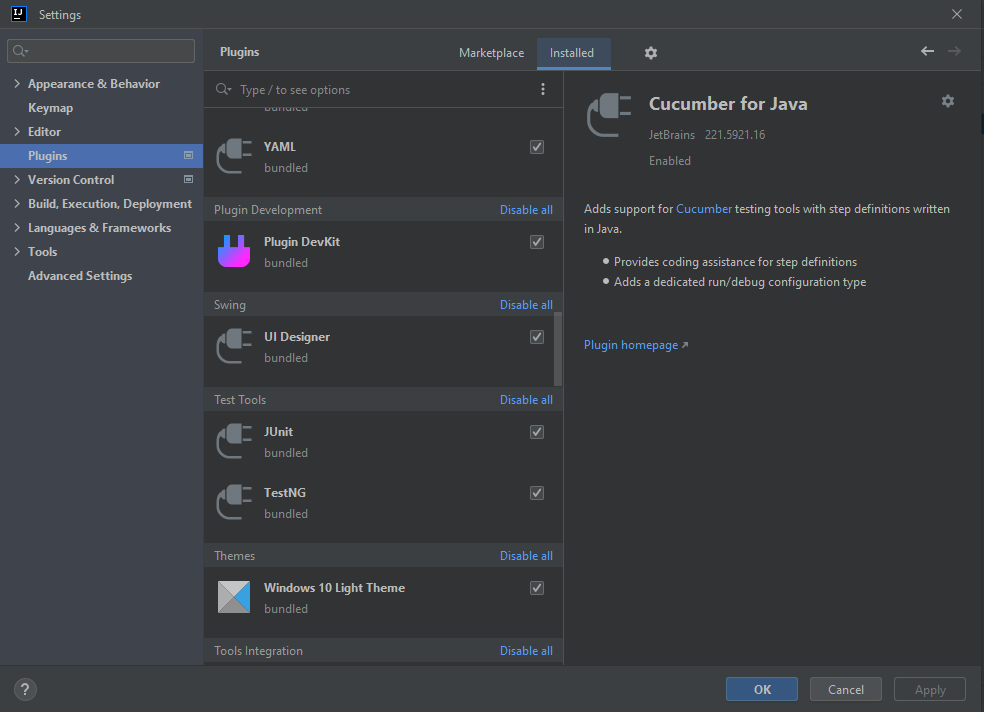 IJ
Settings
Appearance & Behavior
Keymap
Editor
Plugins
Version Control
Build, Execution, Deployment
Languages & Frameworks
Tools
Advanced Settings
Plugins
Marketplace
Installed
Type / to see options
bundled
YAML
bundled
Plugin Development
Disable all
Plugin DevKit
bundled
Swing
Disable all
UI Designer
bundled
Test Tools
Disable all
JUnit
bundled
TestNG
bundled
Themes
Disable all
Windows 10 Light Theme
bundled
Tools Integration
Disable all
Cucumber for Java
JetBrains 221.5921.16
Enabled
Adds support for Cucumber testing tools with step definitions written
in Java.
Provides coding assistance for step definitions
Adds a dedicated run/debug configuration type
Plugin homepage
?
OK
Cancel
Apply